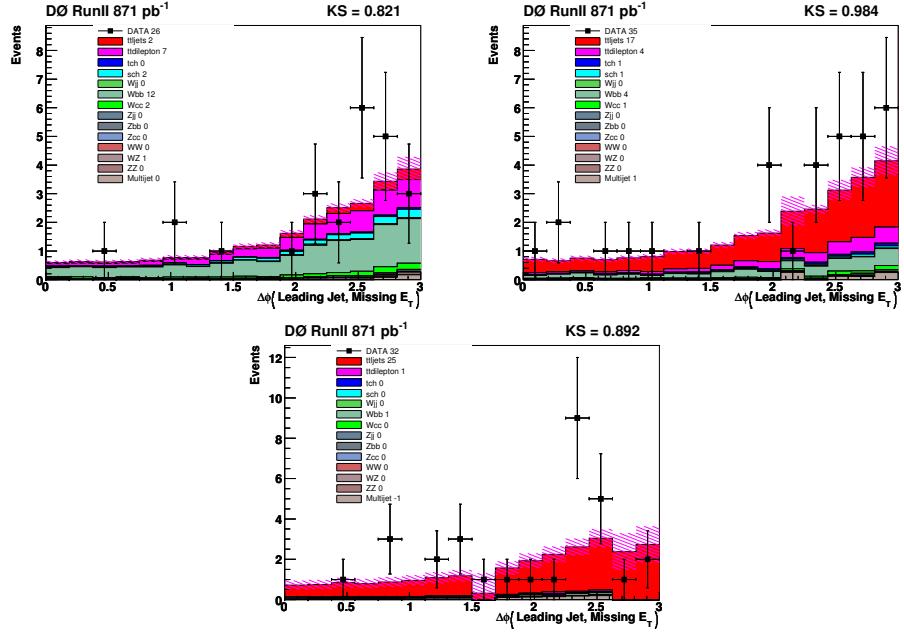 DØ RunII 871 pb-1
KS = 0.821
Events
8
7
6
5
4
3
2
1
0
DATA 26
ttljets 2
ttdilepton 7
tch 0
sch 2
Wjj 0
Wbb 12
Wcc 2
Zjj 0
Zbb 0
Zcc 0
WW 0
WZ 1
ZZ 0
Multijet 0
0 0.5 1 1.5 2 2.5 3
Δϕ(Leading Jet, Missing ET)
DØ RunII 871 pb-1
KS = 0.984
Events
8
7
6
5
4
3
2
1
0
DATA 35
ttljets 17
ttdilepton 4
tch 1
sch 1
Wjj 0
Wbb 4
Wcc 1
Zjj 0
Zbb 0
Zcc 0
WW 0
WZ 0
ZZ 0
Multijet 1
0 0.5 1 1.5 2 2.5 3
Δϕ(Leading Jet, Missing ET)
DØ RunII 871 pb-1
KS = 0.892
Events
12
10
8
6
4
2
0
DATA 32
ttljets 25
ttdilepton 1
tch 0
sch 0
Wjj 0
Wbb 1
Wcc 0
Zjj 0
Zbb 0
Zcc 0
WW 0
WZ 0
ZZ 0
Multijet -1
0 0.5 1 1.5 2 2.5 3
Δϕ(Leading Jet, Missing ET)